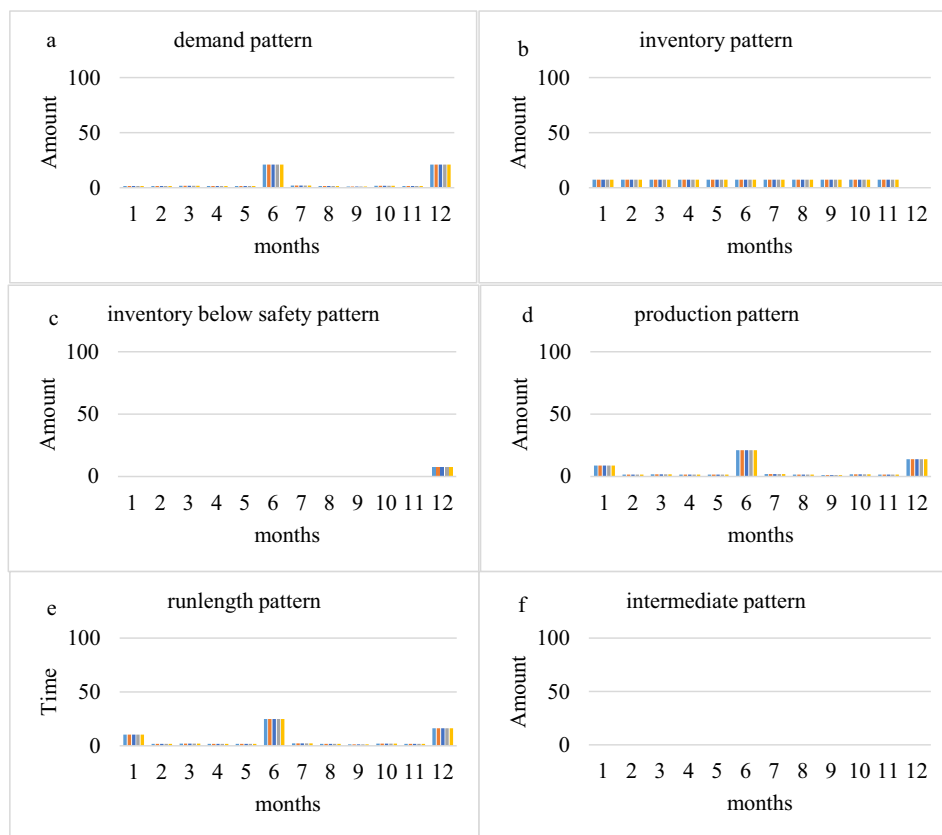 a demand pattern
100
50
0
Amount
1 2 3 4 5 6 7 8 9 10 11 12
months
b inventory pattern
100
50
0
Amount
1 2 3 4 5 6 7 8 9 10 11 12
months
c inventory below safety pattern
100
50
0
Amount
1 2 3 4 5 6 7 8 9 10 11 12
months
d production pattern
100
50
0
Amount
1 2 3 4 5 6 7 8 9 10 11 12
months
e runlength pattern
100
50
0
Time
1 2 3 4 5 6 7 8 9 10 11 12
months
f intermediate pattern
100
50
0
Amount
1 2 3 4 5 6 7 8 9 10 11 12
months